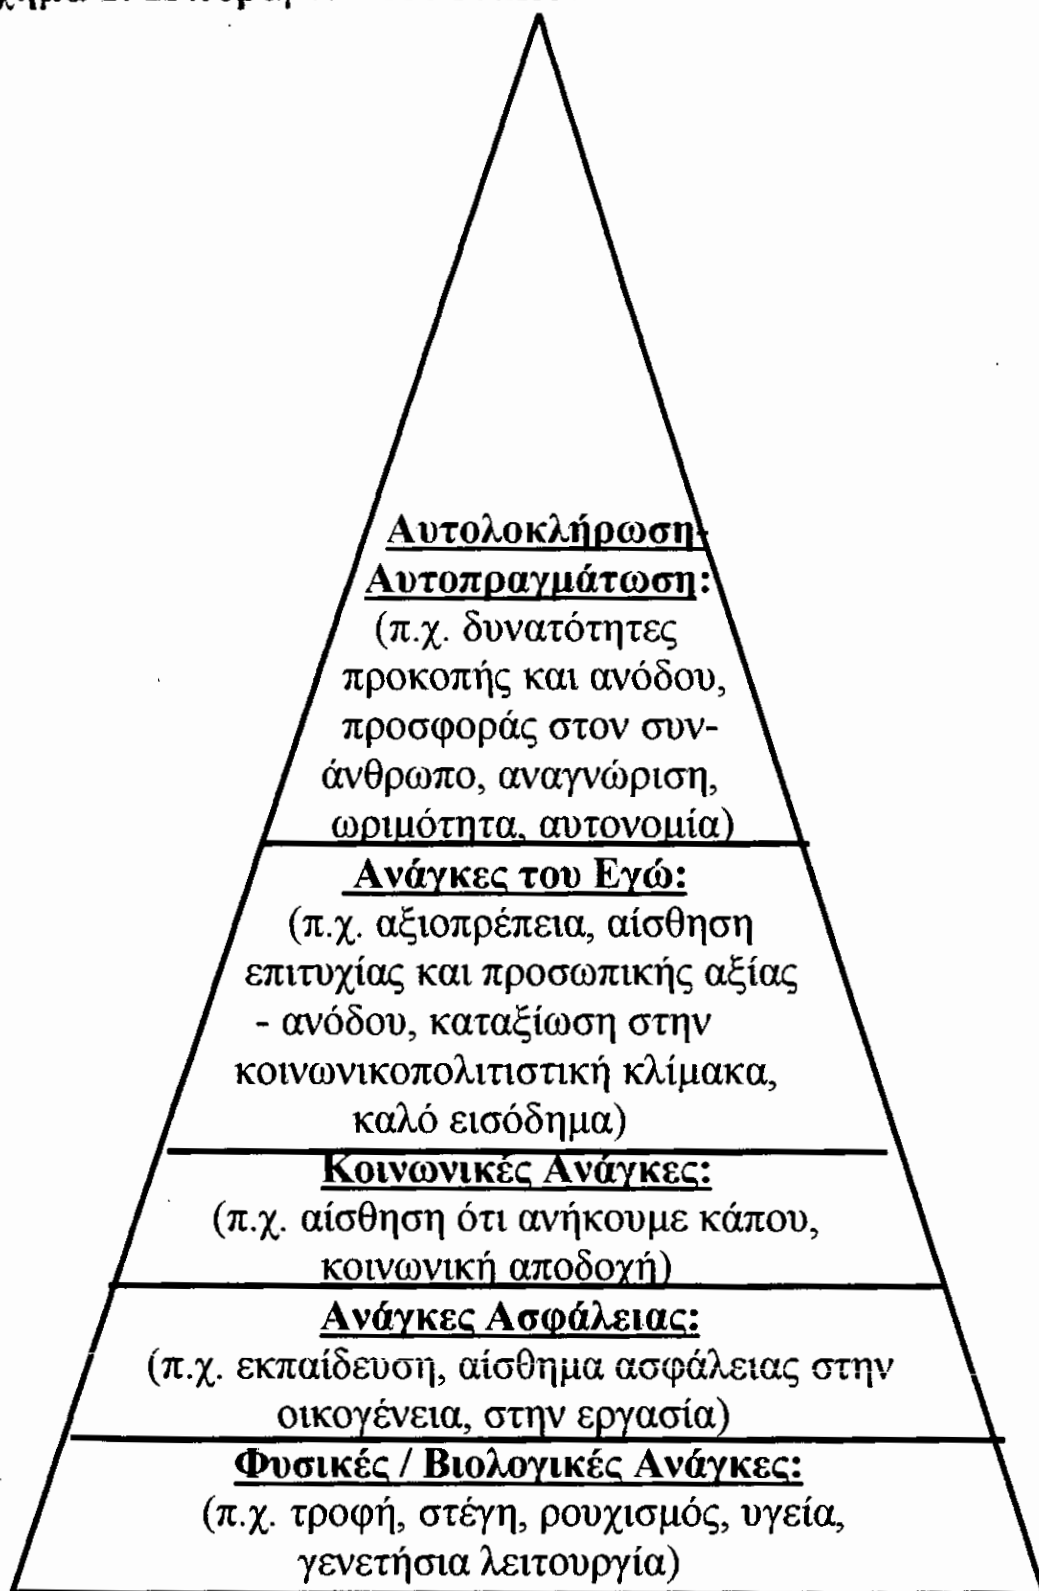 Αυτολοκλήρωση-
Αυτοπραγμάτωση:
(π.χ. δυνατότητες
προκοπής και ανόδου,
προσφοράς στον συν-
άνθρωπο, αναγνώριση,
ωριμότητα, αυτονομία)
Ανάγκες του Εγώ:
(π.χ. αξιοπρέπεια, αίσθηση
επιτυχίας και προσωπικής αξίας
- ανόδου, καταξίωση στην
κοινωνικοπολιτιστική κλίμακα,
καλό εισόδημα)
Κοινωνικές Ανάγκες:
(π.χ. αίσθηση ότι ανήκουμε κάπου,
κοινωνική αποδοχή)
Ανάγκες Ασφάλειας:
(π.χ. εκπαίδευση, αίσθημα ασφάλειας στην
οικογένεια, στην εργασία)
Φυσικές / Βιολογικές Ανάγκες:
(π.χ. τροφή, στέγη, ρουχισμός, υγεία,
γενετήσια λειτουργία)